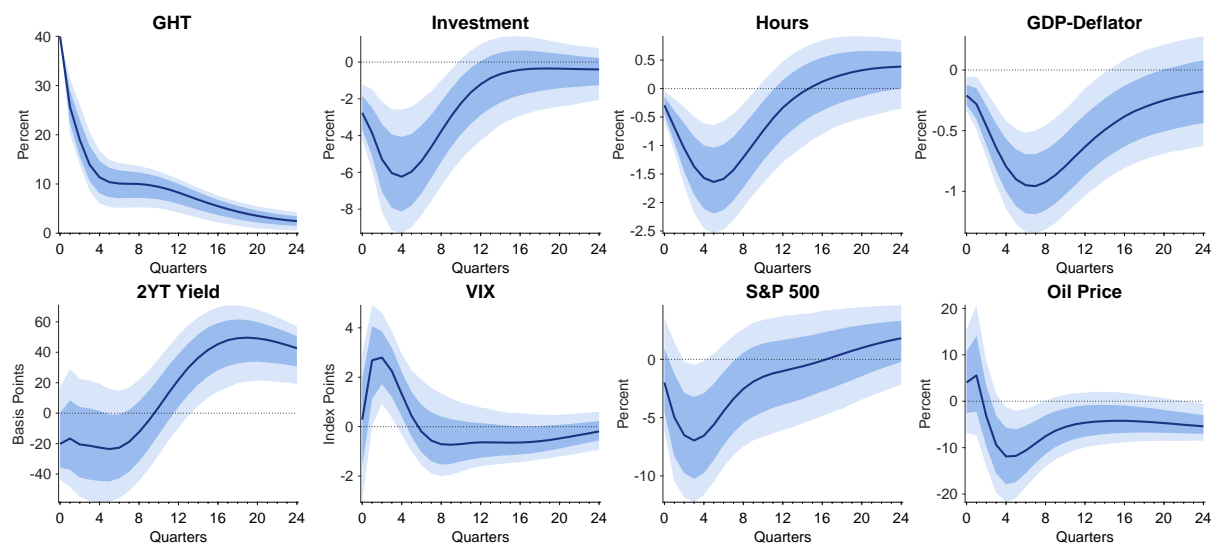 GHT
Percent
40
30
20
10
0
0 4 8 12 16 20 24
Quarters
Investment
Percent
0
-2
-4
-6
-8
0 4 8 12 16 20 24
Quarters
Hours
Percent
0.5
0
-0.5
-1
-1.5
-2
-2.5
0 4 8 12 16 20 24
Quarters
GDP-Deflator
Percent
0
-0.5
-1
0 4 8 12 16 20 24
Quarters
2YT Yield
Basis Points
60
40
20
0
-20
-40
0 4 8 12 16 20 24
Quarters
VIX
Index Points
4
2
0
-2
0 4 8 12 16 20 24
Quarters
S&P 500
Percent
0
-5
-10
0 4 8 12 16 20 24
Quarters
Oil Price
Percent
20
10
0
-10
-20
0 4 8 12 16 20 24
Quarters